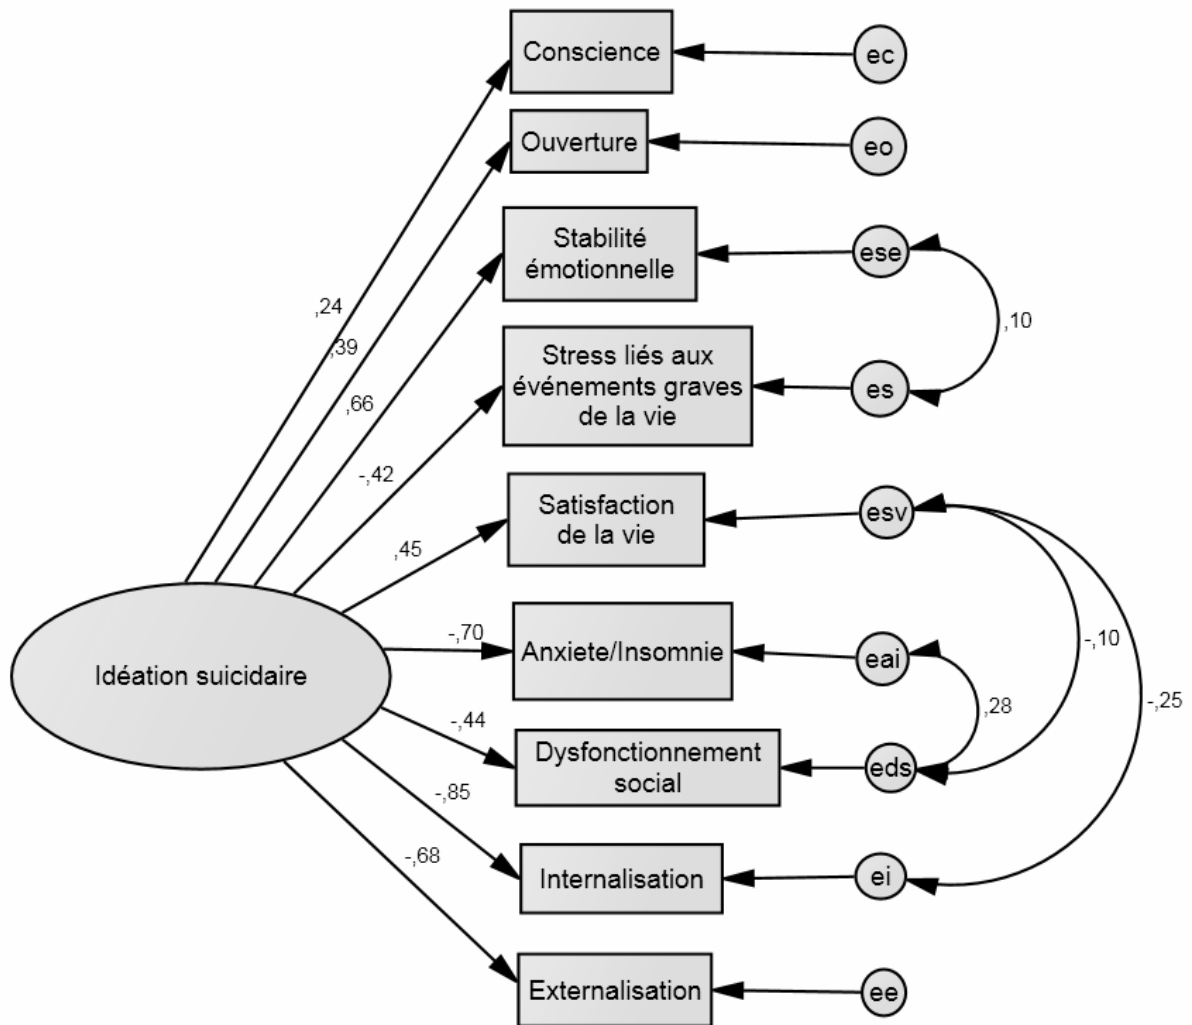 Conscience
ec
Ouverture
eo
Stabilité
émotionnelle
ese
,24
,10
,39
Stress liés aux
événements graves
de la vie
es
,66
-,42
Satisfaction
de la vie
esv
,45
-,70
Anxiete/Insomnie
eai
-,10
Idéation suicidaire
-,25
,28
-,44
Dysfonctionnement
social
eds
-,85
-,68
Internalisation
ei
Externalisation
ee